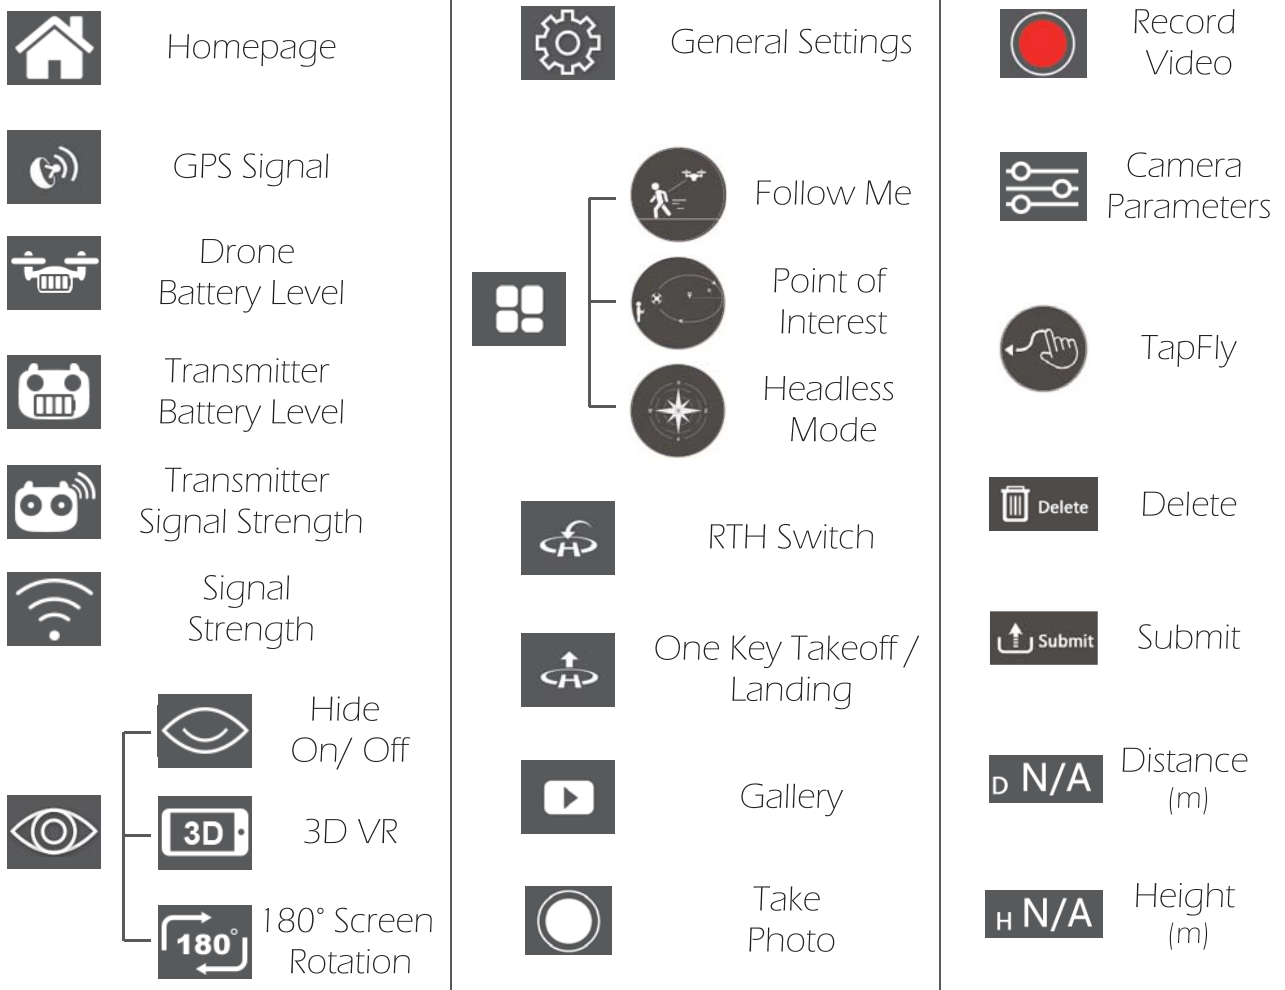 Homepage
GPS Signal
Drone
Battery Level
Transmitter
Battery Level
Transmitter
Signal Strength
Signal
Strength
Hide
On/ Off
3D
3D VR
180°
180° Screen
Rotation
General Settings
Follow Me
Point of
Interest
Headless
Mode
H
RTH Switch
H
One Key Takeoff /
Landing
Gallery
Take
Photo
Record
Video
Camera
Parameters
TapFly
Delete
Delete
Submit
Submit
D N/A
Distance
(m)
H N/A
Height
(m)